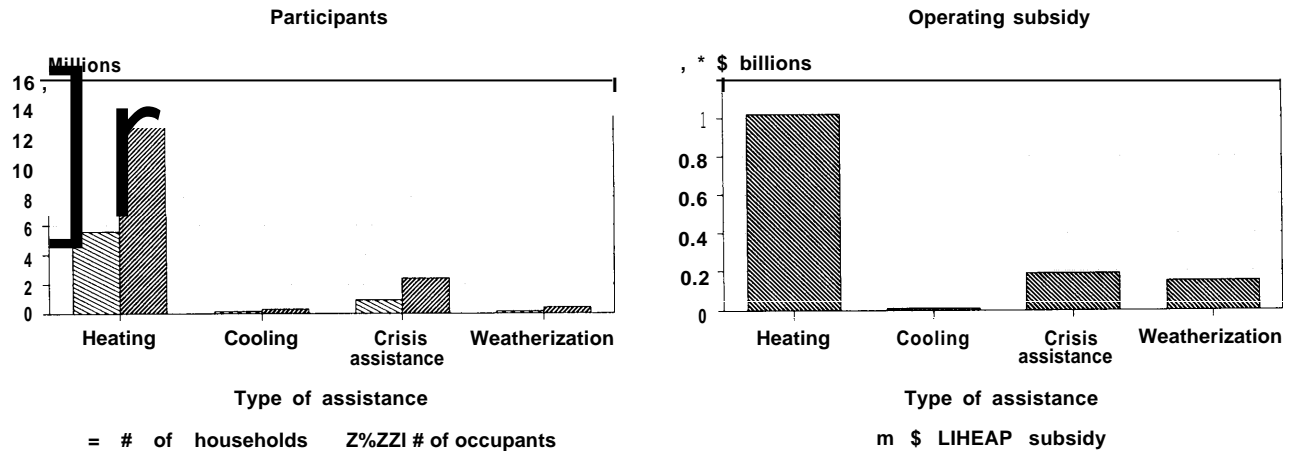 Participants
Millions
16
14
12
10
8
6
4
2
0
Heating Cooling Crisis assistance Weatherization
Type of assistance
= # of households Z%ZZI # of occupants
Operating subsidy
, * $ billions
1
0.8
0.6
0.4
0.2
0
Heating Cooling Crisis assistance Weatherization
Type of assistance
m $ LIHEAP subsidy